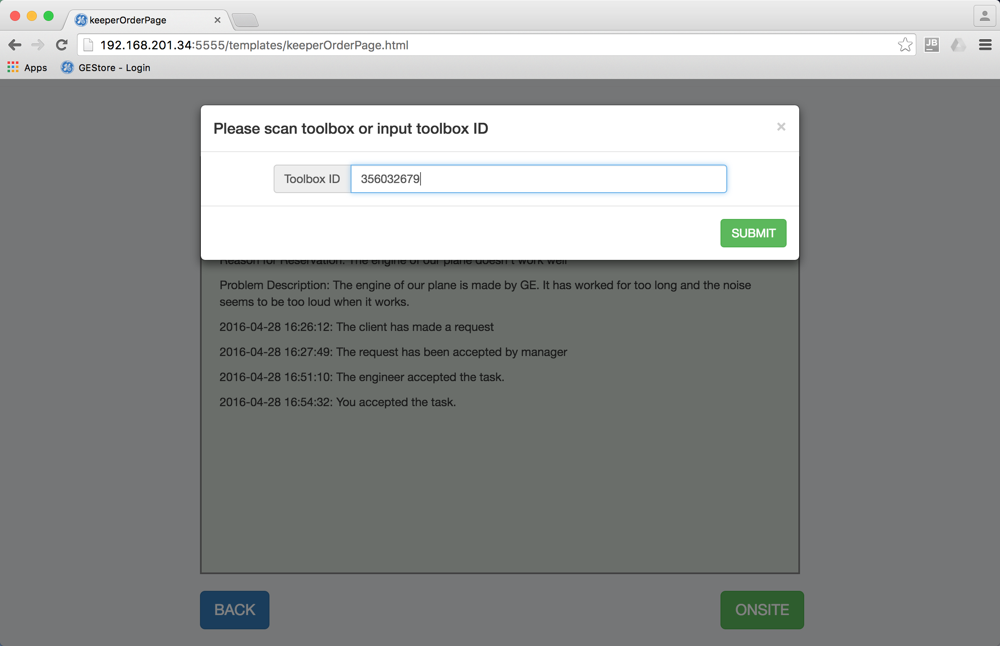 keeperOrderPage
192.168.201.34:5555/templates/keeperOrderPage.html
JB
Apps
GEStore - Login
Please scan toolbox or input toolbox ID
×
Toolbox ID
356032679
SUBMIT
Reason for Reservation: The engine of our plane doesn't work well
Problem Description: The engine of our plane is made by GE. It has worked for too long and the noise
seems to be too loud when it works.
2016-04-28 16:26:12: The client has made a request
2016-04-28 16:27:49: The request has been accepted by manager
2016-04-28 16:51:10: The engineer accepted the task.
2016-04-28 16:54:32: You accepted the task.
BACK
ONSITE